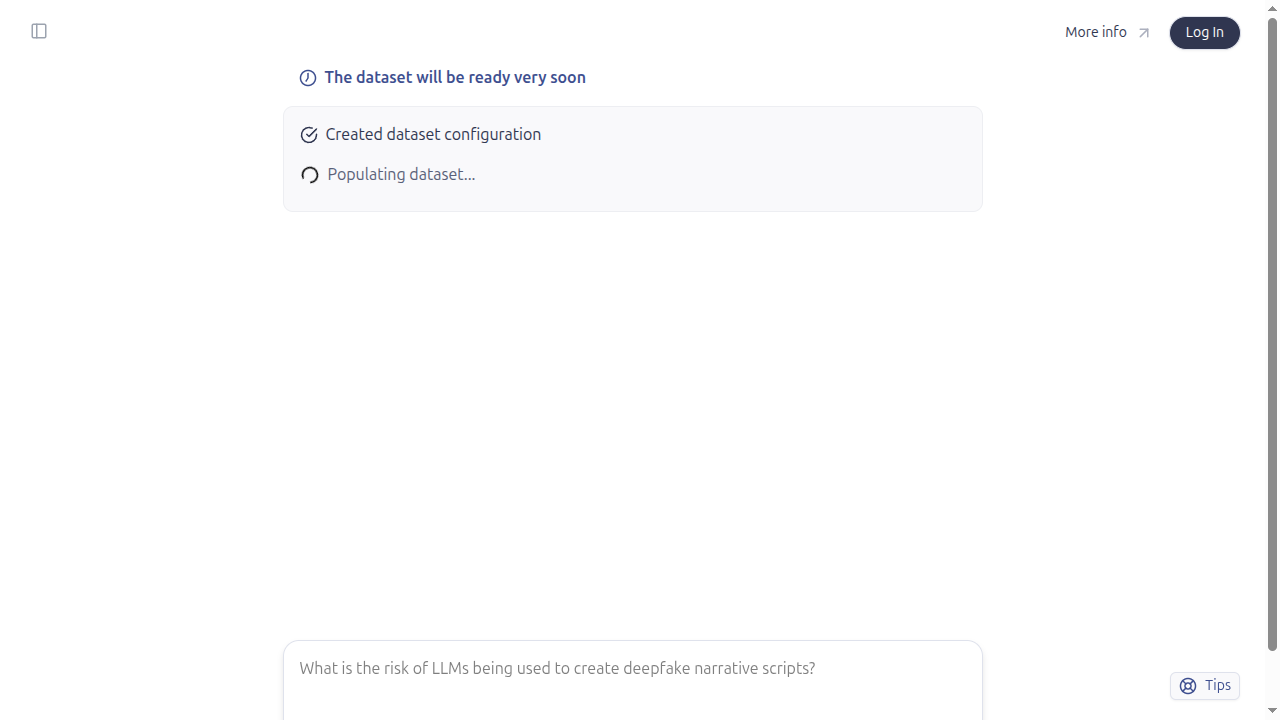 More info
Log In
The dataset will be ready very soon
Created dataset configuration
Populating dataset...
What is the risk of LLMs being used to create deepfake narrative scripts?
Tips